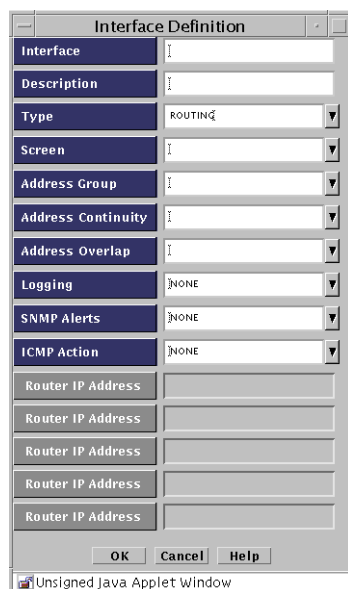 Interface Definition
Interface
Description
Type ROUTING
Screen
Address Group
Address Continuity
Address Overlap
Logging NONE
SNMP Alerts NONE
ICMP Action NONE
Router IP Address
Router IP Address
Router IP Address
Router IP Address
Router IP Address
OK Cancel Help
Unsigned Java Applet Window